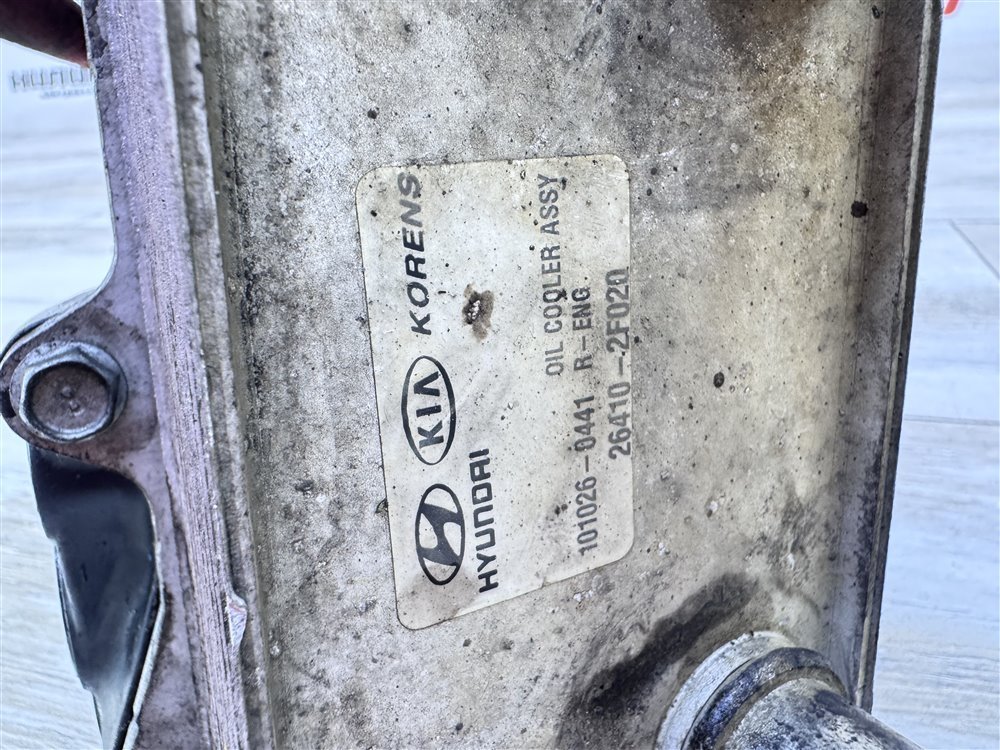 HYUNDAI KIA KORENS
OIL COOLER ASSY
101026-0441 R-ENG.
26410-2F020